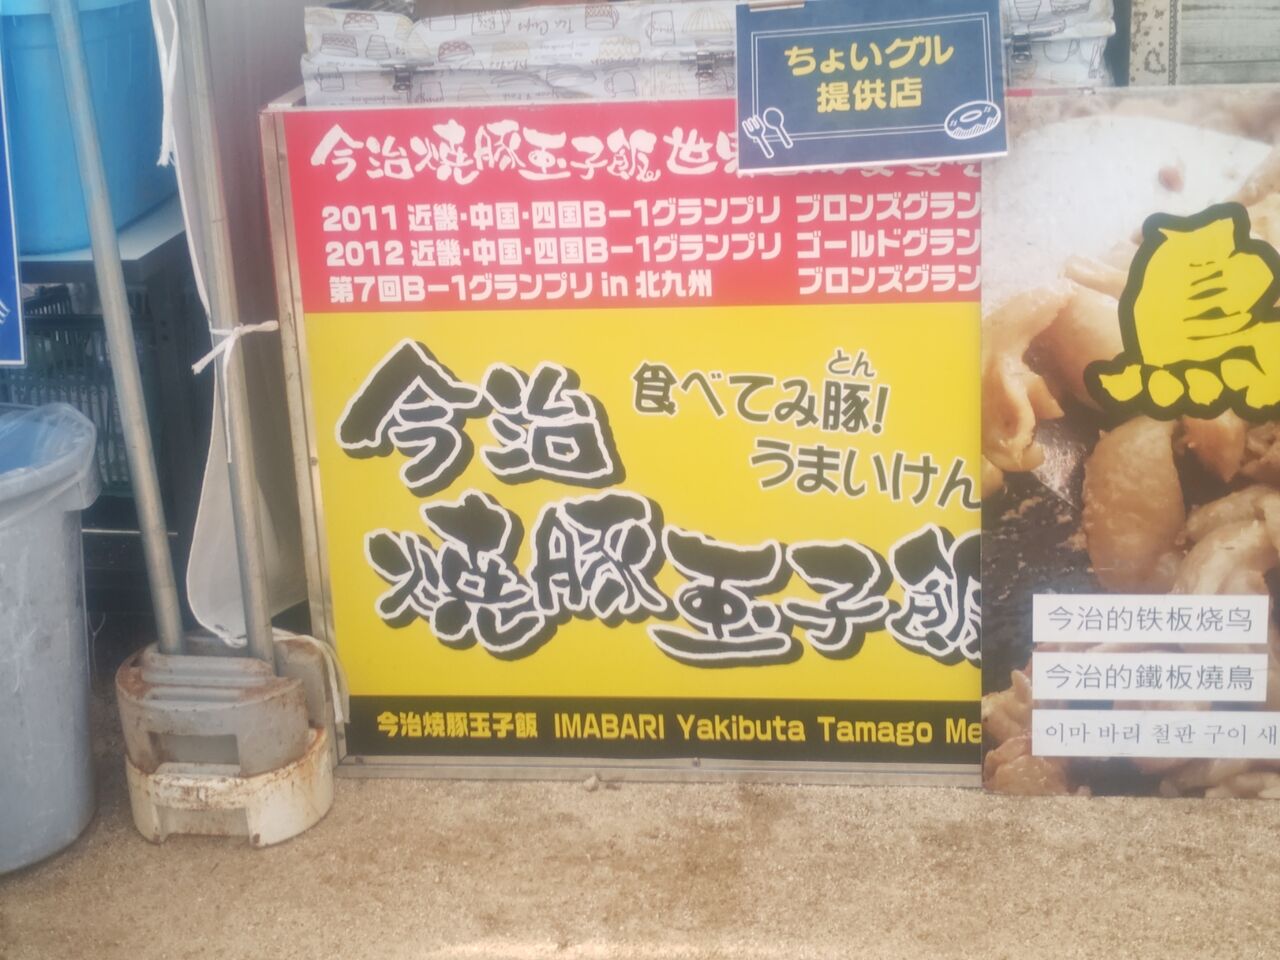 ちょいグル
提供店
今治焼豚玉子飯世
2011 近畿・中国・四国B-1グランプリ ブロンズグラン
2012 近畿・中国・四国B-1グランプリ ゴールドグラン
第7回B-1グランプリ in 北九州 ブロンズグラン
とん
食べてみ豚!
うまいけん
今治
焼豚玉子飯
今治焼豚玉子飯 IMABARI Yakibuta Tamago Me
鳥
今治的铁板烧鸟
今治的鐵板燒鳥
이마 바리 철판 구이 새